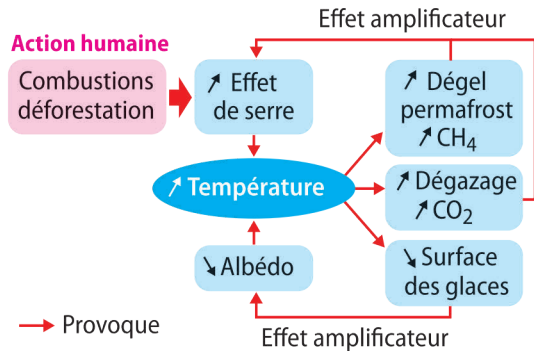 Effet amplificateur
Action humaine
Combustions
déforestation
↗ Effet
de serre
↗ Dégel
permafrost
↗ CH₄
↗ Température
↗ Dégazage
↗ CO₂
↘ Albédo
↘ Surface
des glaces
→ Provoque
Effet amplificateur